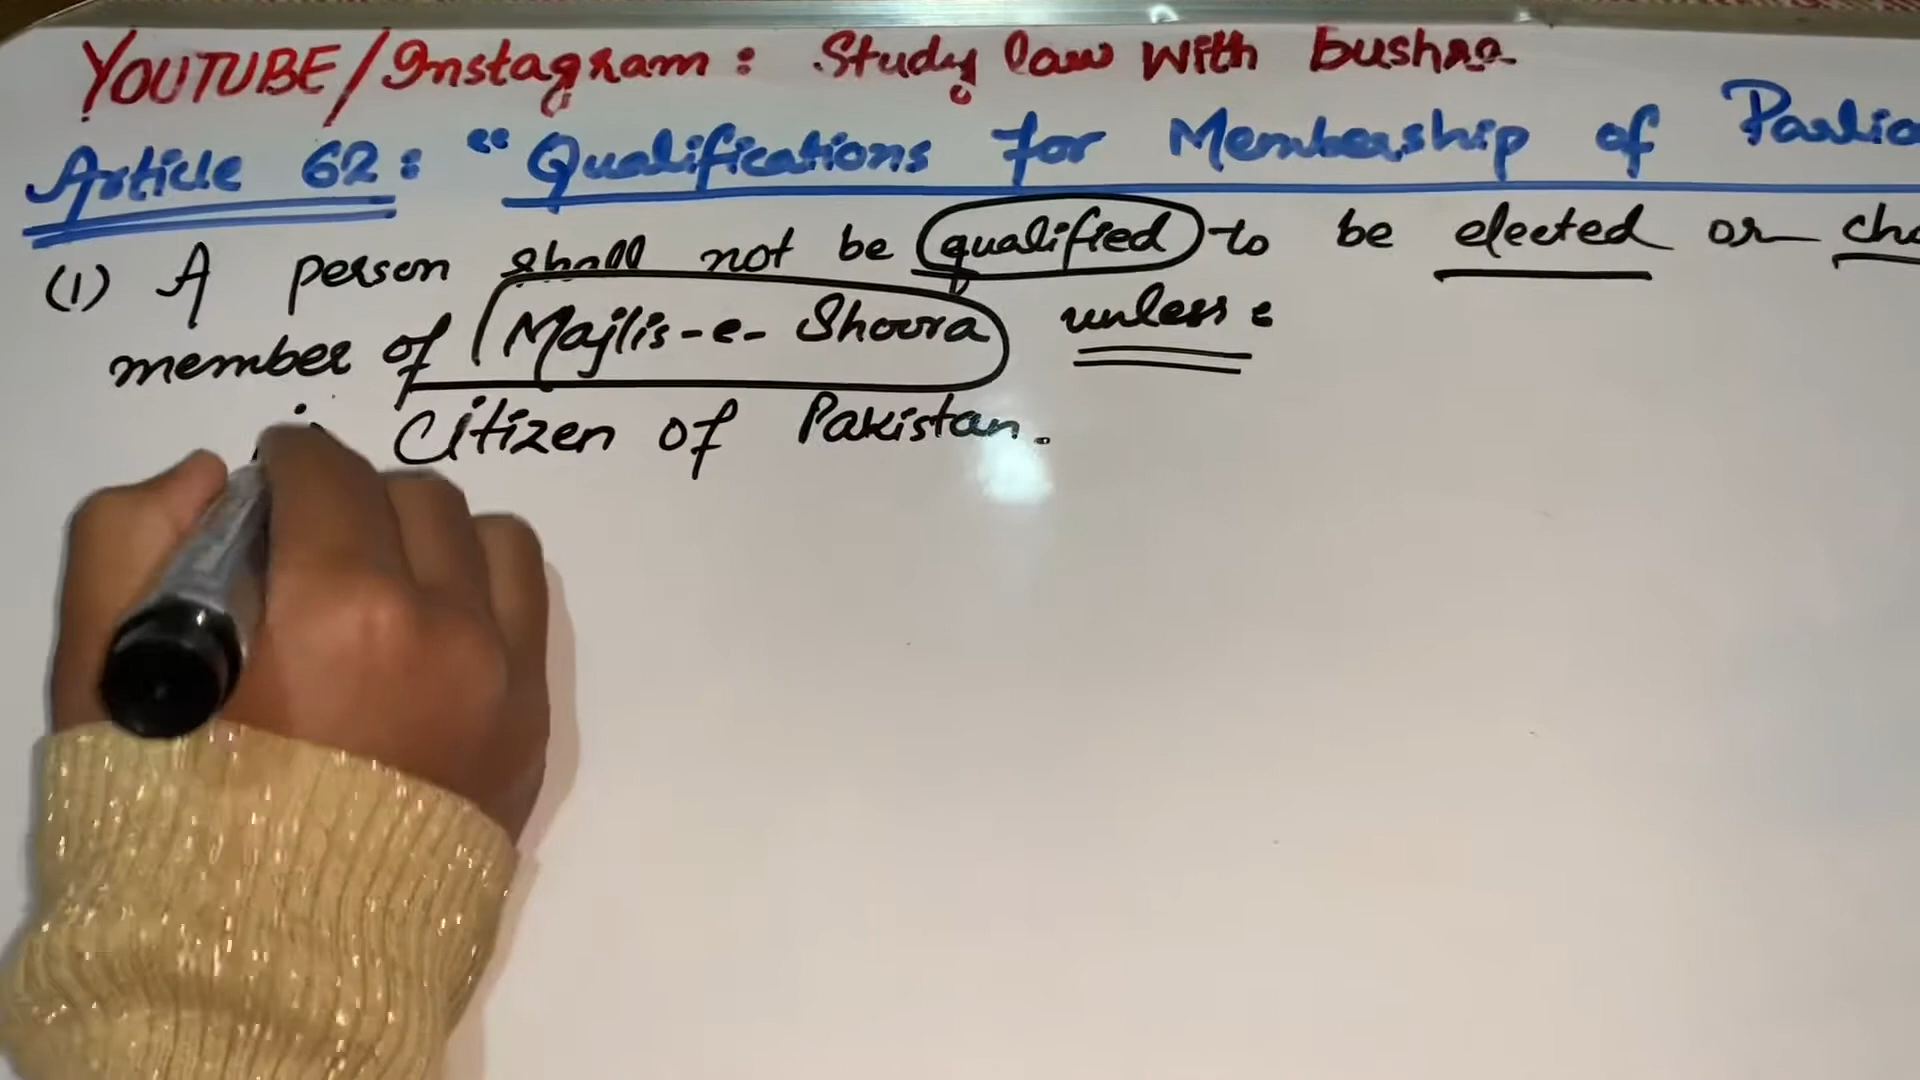 YOUTUBE/Instagram: Study law with bushra
Article 62: "Qualifications for Membership of Parlia
(1) A person shall not be qualified to be elected or cho
member of Majlis-e-Shoora unless:
Citizen of Pakistan.